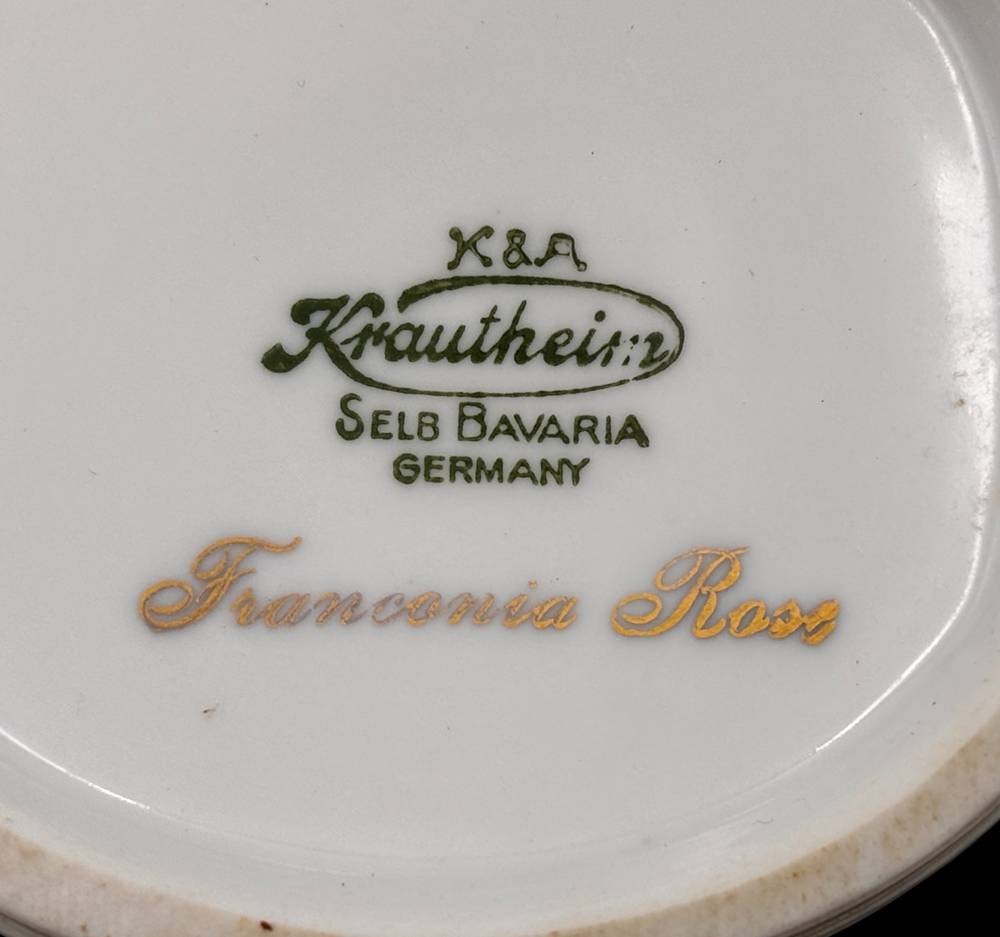 K & A
Krautheim
SELB BAVARIA
GERMANY
Franconia Rose